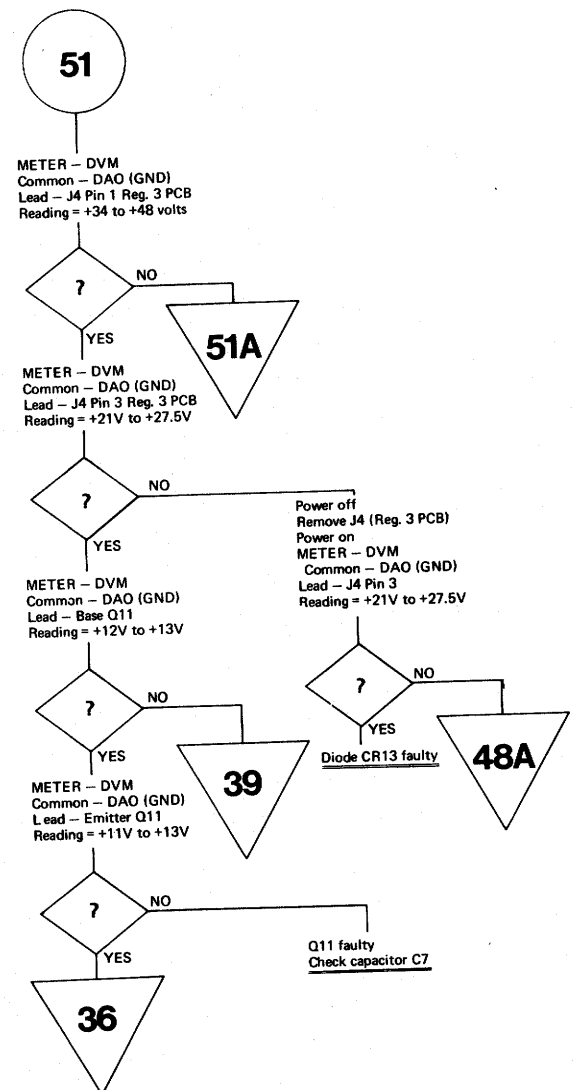 51
METER – DVM
Common – DAO (GND)
Lead – J4 Pin 1 Reg. 3 PCB
Reading = +34 to +48 volts
?
NO
YES
51A
METER – DVM
Common – DAO (GND)
Lead – J4 Pin 3 Reg. 3 PCB
Reading = +21V to +27.5V
?
NO
YES
Power off
Remove J4 (Reg. 3 PCB)
Power on
METER – DVM
Common – DAO (GND)
Lead – J4 Pin 3
Reading = +21V to +27.5V
?
NO
YES
Diode CR13 faulty
48A
METER – DVM
Common – DAO (GND)
Lead – Base Q11
Reading = +12V to +13V
?
NO
YES
39
METER – DVM
Common – DAO (GND)
Lead – Emitter Q11
Reading = +11V to +13V
?
NO
YES
Q11 faulty
Check capacitor C7
36